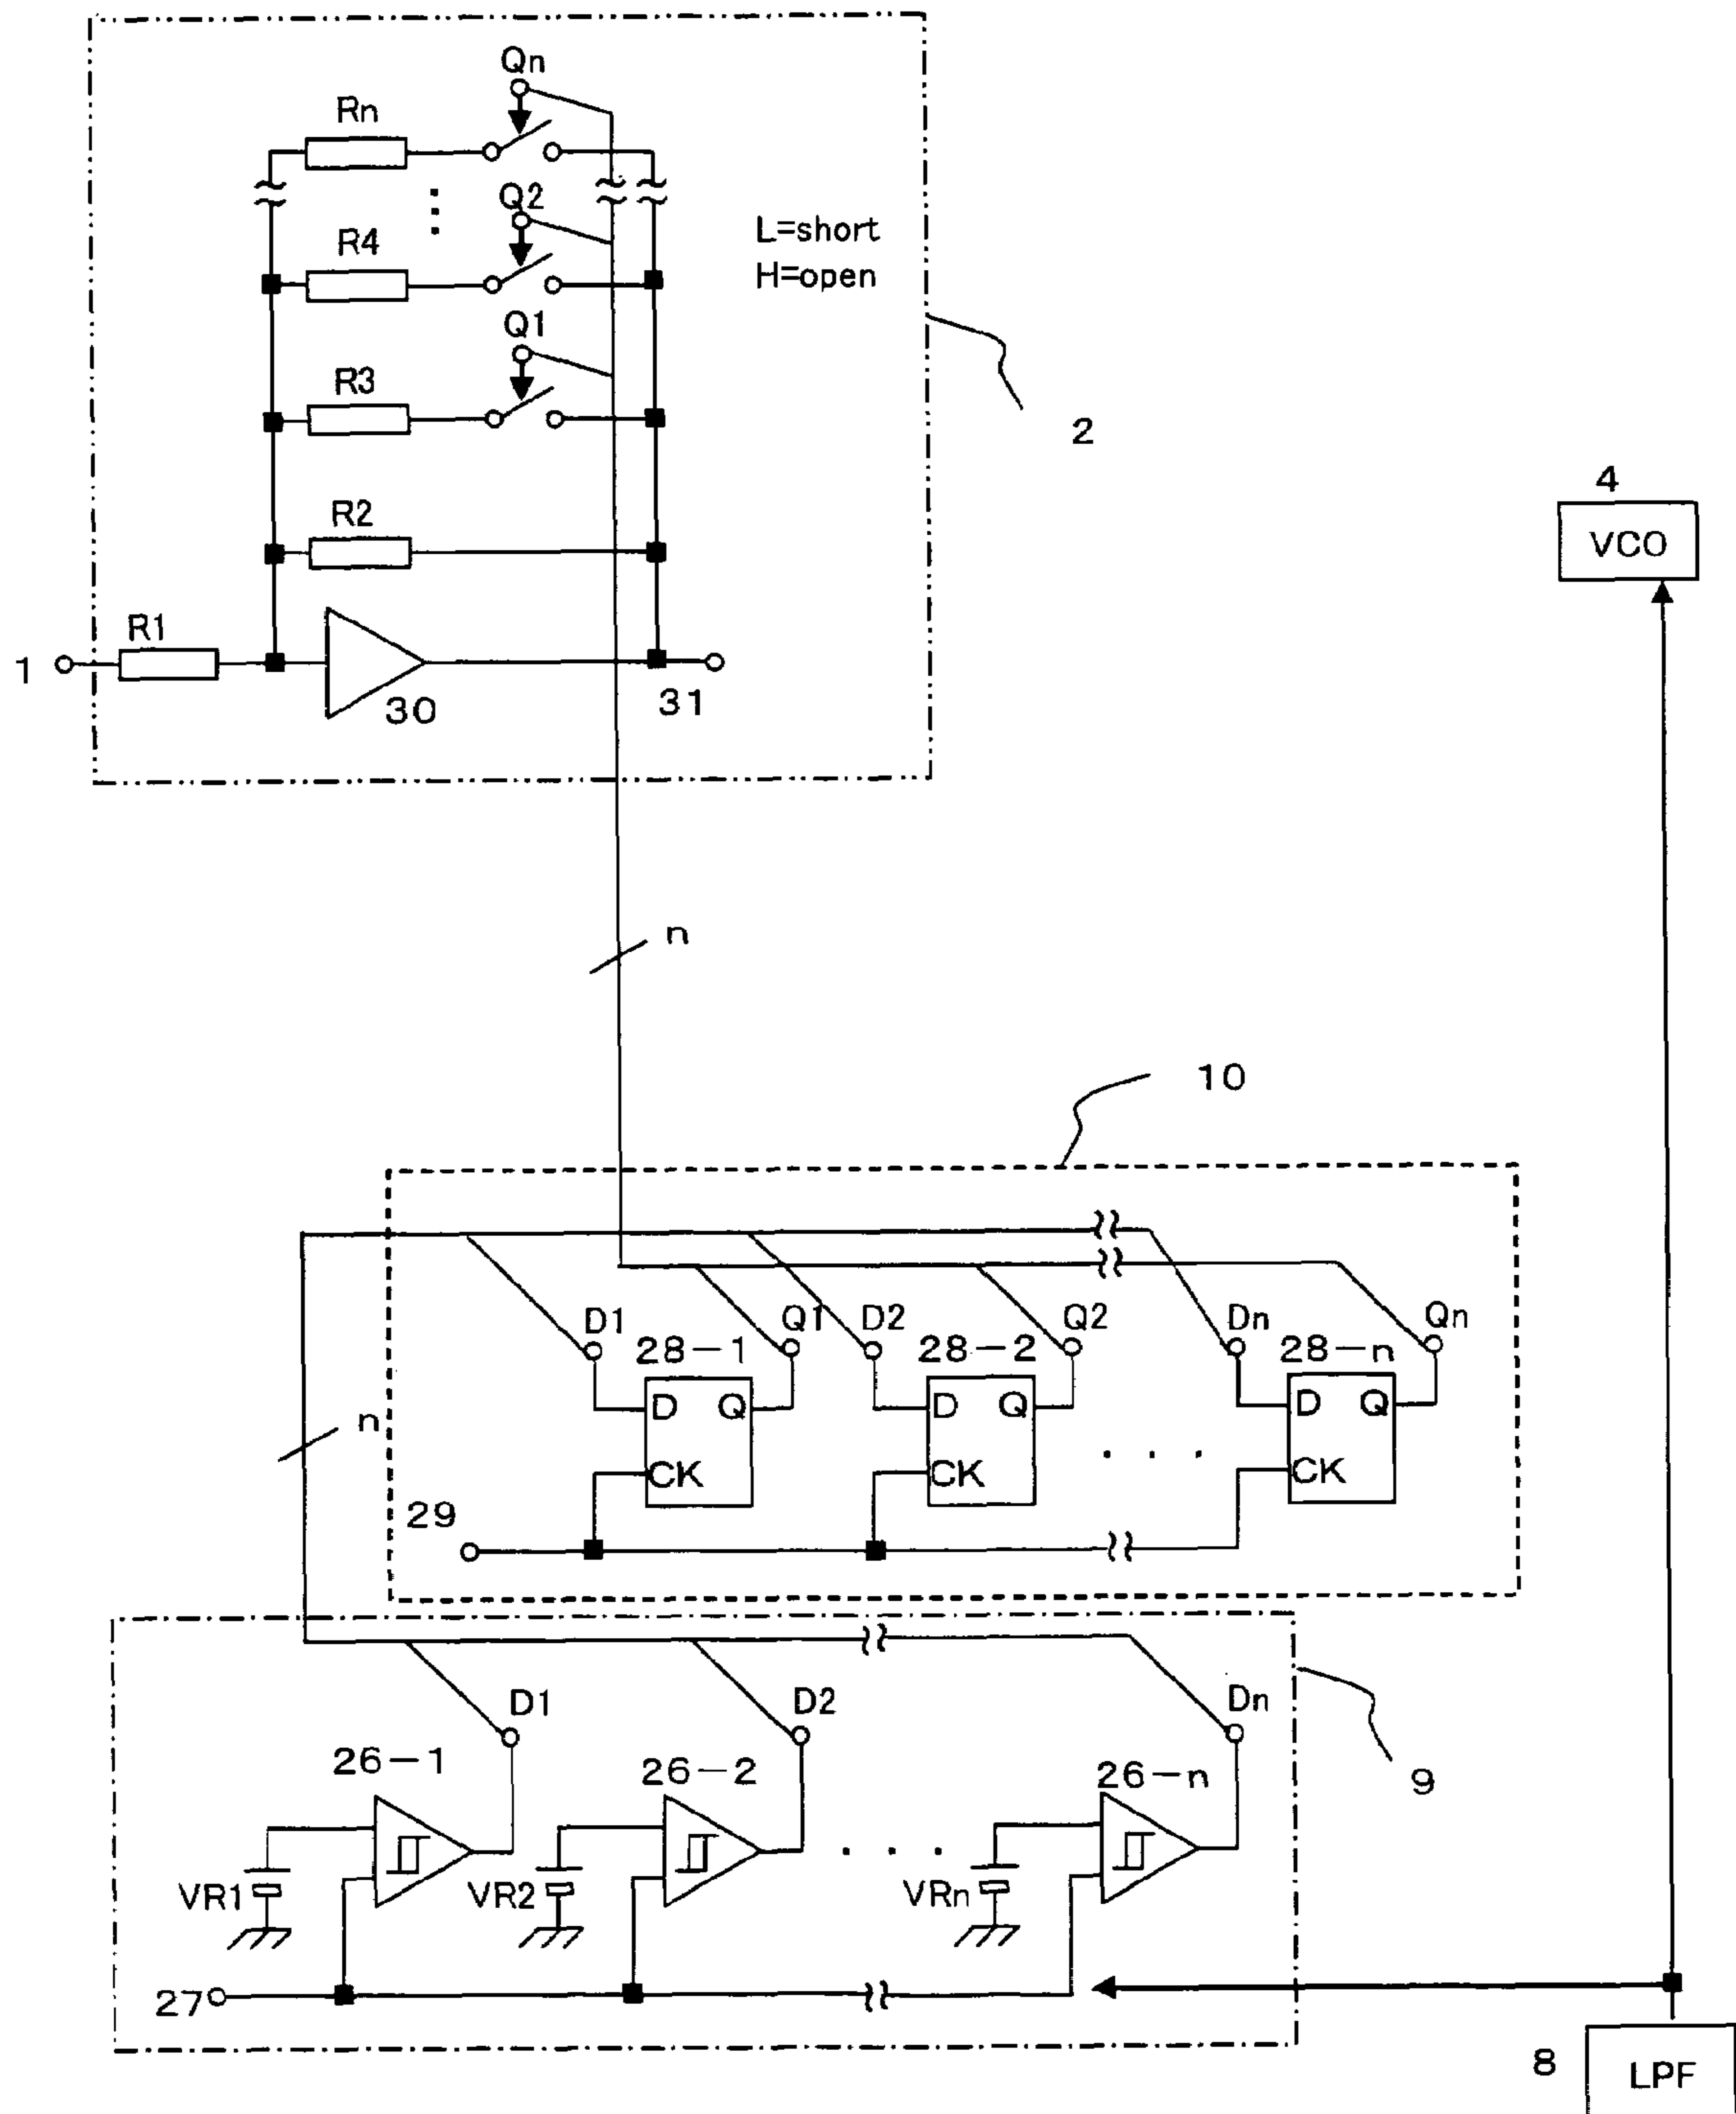 Qn
Rn
Q2
R4
L=short
H=open
Q1
R3
2
R2
4
VCO
R1
1
30
31
n
10
D1
Q1
D2
Q2
Dn
Qn
28-1
28-2
28-n
D Q
D Q
D Q
n
CK
CK
CK
. . .
29
D1
D2
Dn
26-1
26-2
26-n
9
VR1
VR2
VRn
27
8
LPF